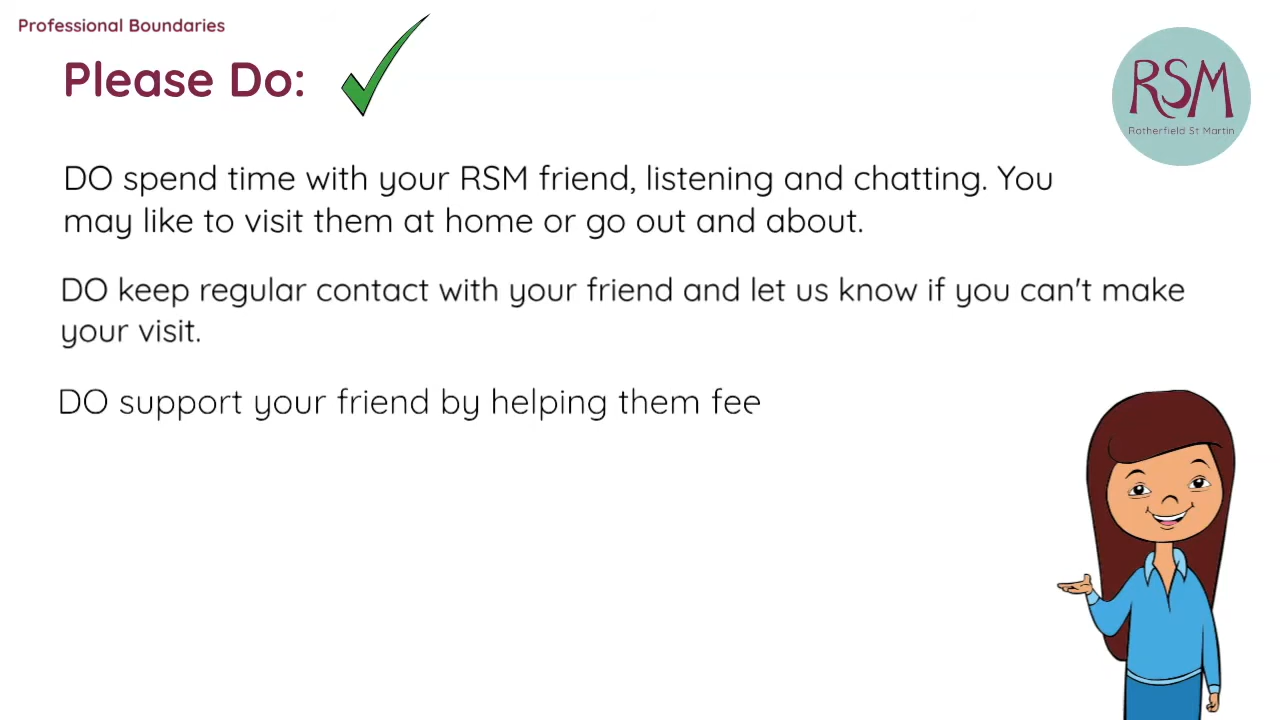 Professional Boundaries
Please Do:
RSM
Rotherfield St Martin
DO spend time with your RSM friend, listening and chatting. You
may like to visit them at home or go out and about.
DO keep regular contact with your friend and let us know if you can't make
your visit.
DO support your friend by helping them fee